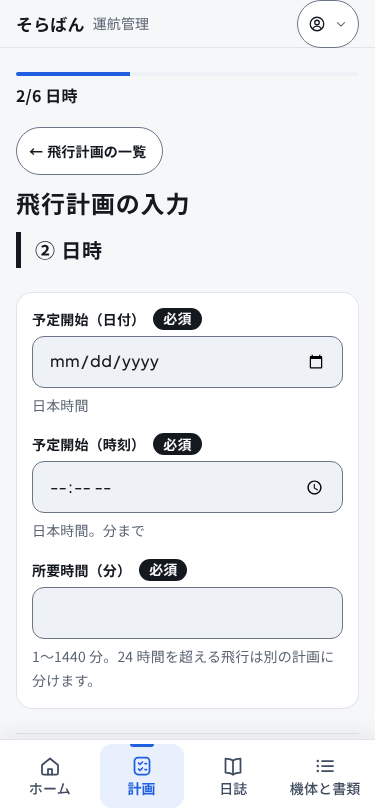 そらばん 運航管理
2/6 日時
← 飛行計画の一覧
飛行計画の入力
② 日時
予定開始（日付） 必須
mm/dd/yyyy
日本時間
予定開始（時刻） 必須
--:-- --
日本時間。分まで
所要時間（分） 必須
1〜1440 分。24 時間を超える飛行は別の計画に
分けます。
ホーム 計画 日誌 機体と書類